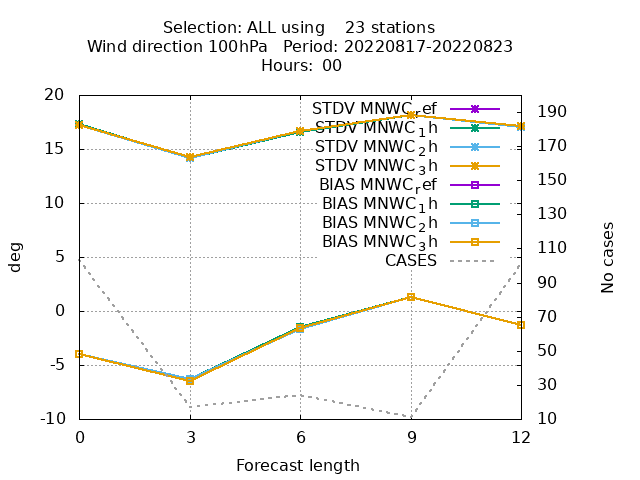 Selection: ALL using    23 stations
Wind direction 100hPa   Period: 20220817-20220823
Hours: 00
20
15
10
5
0
-5
-10
deg
190
170
150
130
110
90
70
50
30
10
No cases
STDV MNWC_ref
STDV MNWC_1h
STDV MNWC_2h
STDV MNWC_3h
BIAS MNWC_ref
BIAS MNWC_1h
BIAS MNWC_2h
BIAS MNWC_3h
CASES
0 3 6 9 12
Forecast length